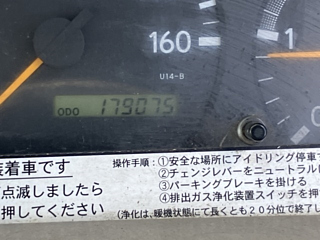 160
1
U14-B
0
ODO 179075
装着車です
点滅しましたら
押してください
操作手順:①安全な場所にアイドリング停車
②チェンジレバーをニュートラル
③パーキングブレーキを掛ける
④排出ガス浄化装置スイッチを押
(浄化は、暖機状態にて長くとも20分位で終了し